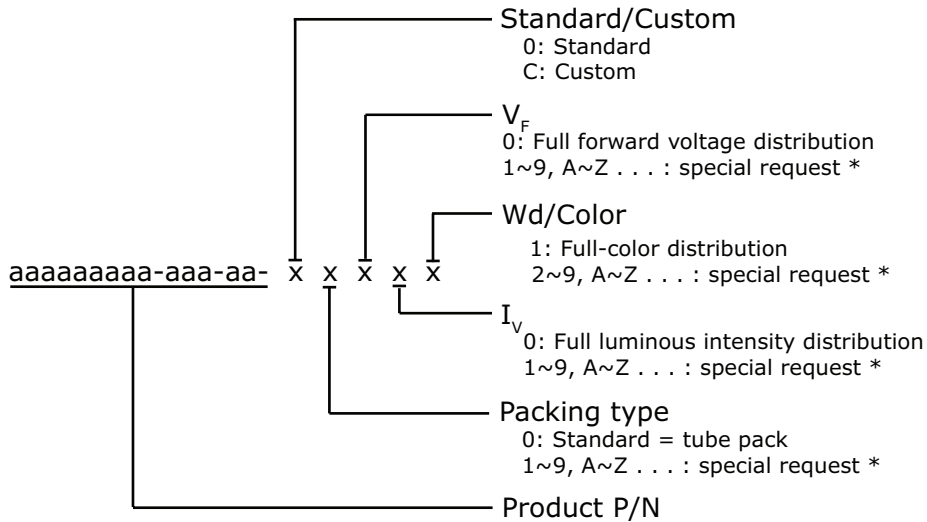 Standard/Custom
0: Standard
C: Custom
VF
0: Full forward voltage distribution
1~9, A~Z . . . : special request *
Wd/Color
1: Full-color distribution
2~9, A~Z . . . : special request *
aaaaaaaaa-aaa-aa- x x x x x
IV
0: Full luminous intensity distribution
1~9, A~Z . . . : special request *
Packing type
0: Standard = tube pack
1~9, A~Z . . . : special request *
Product P/N